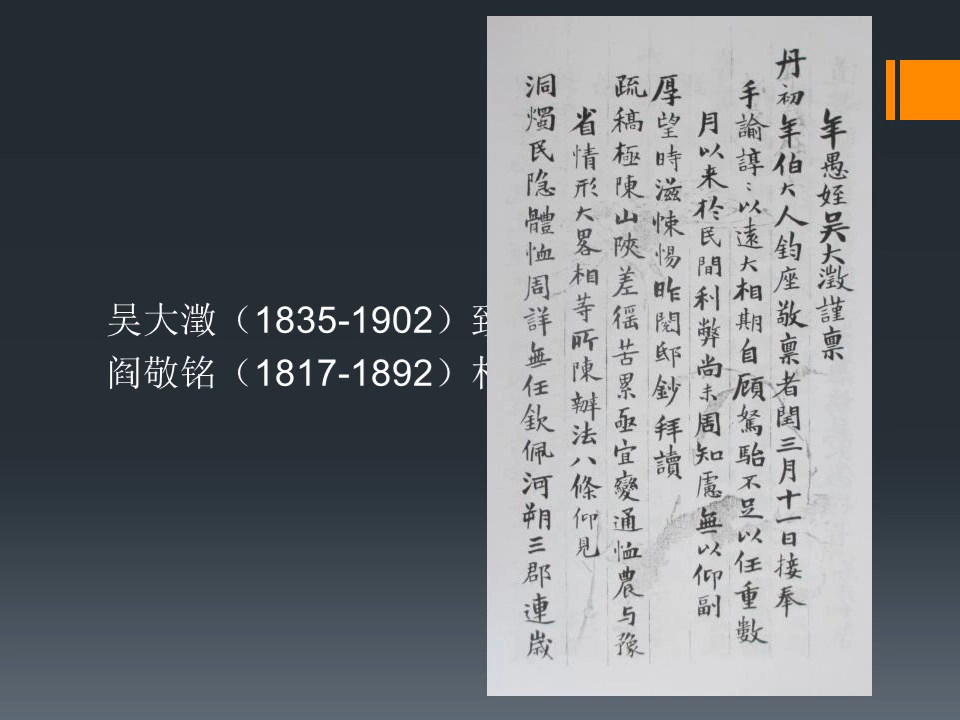 吴大澂（1835-1902）致
阎敬铭（1817-1892）
年愚姪吴大澂謹稟
丹初年伯大人鈞座敬稟者閏三月十一日接奉
手諭諄﹕以遠大相期自顧駑駘不足以任重數
月以来於民間利弊尚未周知慮無以仰副
厚望時滋悚惕昨閱邸鈔拜讀
疏稿極陳山陝差徭苦累亟宜變通恤農与豫
省情形大畧相等所陳辦法八條仰見
洞燭民隐體恤周詳無任欽佩河朔三郡連歲